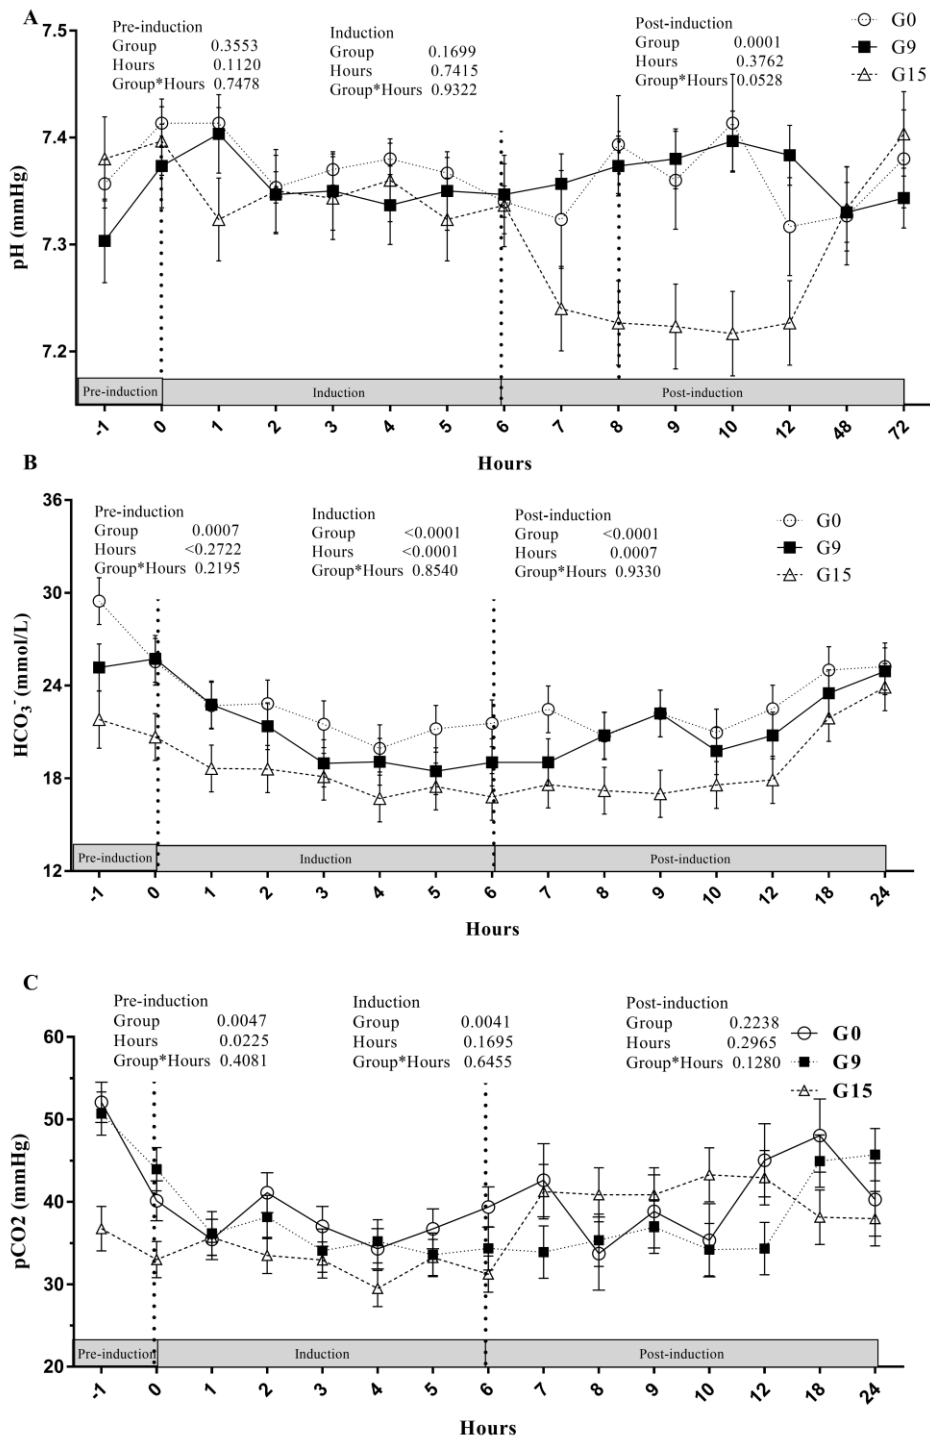 A
Pre-induction
Group 0.3553
Hours 0.1120
Group*Hours 0.7478
Induction
Group 0.1699
Hours 0.7415
Group*Hours 0.9322
Post-induction
Group 0.0001
Hours 0.3762
Group*Hours 0.0528
G0
G9
G15
pH (mmHg)
7.5
7.4
7.3
7.2
Pre-induction Induction Post-induction
-1 0 1 2 3 4 5 6 7 8 9 10 12 48 72
Hours
B
Pre-induction
Group 0.0007
Hours <0.2722
Group*Hours 0.2195
Induction
Group <0.0001
Hours <0.0001
Group*Hours 0.8540
Post-induction
Group <0.0001
Hours 0.0007
Group*Hours 0.9330
G0
G9
G15
HCO3- (mmol/L)
36
30
24
18
12
Pre-induction Induction Post-induction
-1 0 1 2 3 4 5 6 7 8 9 10 12 18 24
Hours
C
Pre-induction
Group 0.0047
Hours 0.0225
Group*Hours 0.4081
Induction
Group 0.0041
Hours 0.1695
Group*Hours 0.6455
Post-induction
Group 0.2238
Hours 0.2965
Group*Hours 0.1280
G0
G9
G15
pCO2 (mmHg)
60
50
40
30
20
Pre-induction Induction Post-induction
-1 0 1 2 3 4 5 6 7 8 9 10 12 18 24
Hours